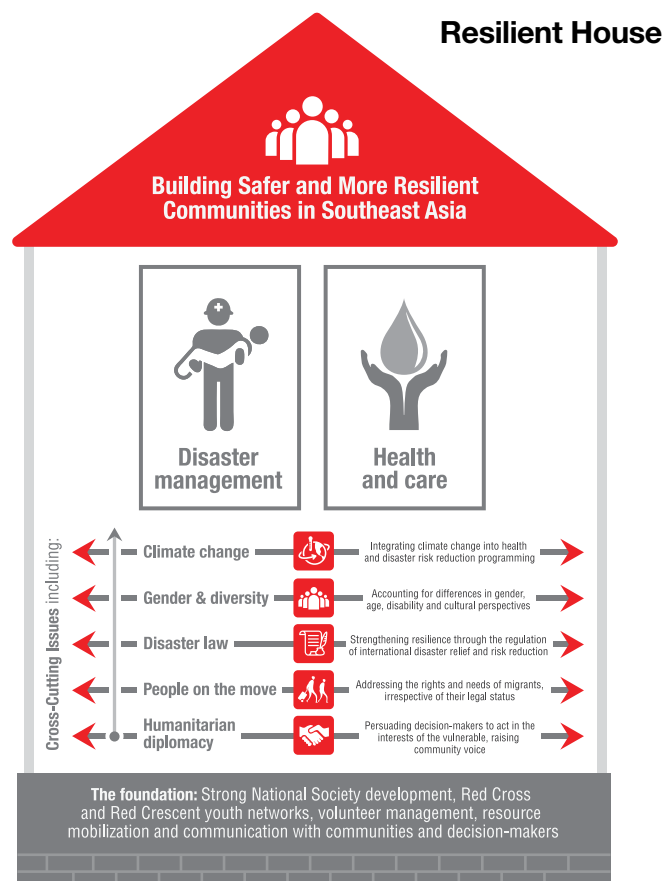 Resilient House
Building Safer and More Resilient
Communities in Southeast Asia
Disaster
management
Health
and care
Cross-Cutting Issues including:
Climate change
Integrating climate change into health
and disaster risk reduction programming
Gender & diversity
Accounting for differences in gender,
age, disability and cultural perspectives
Disaster law
Strengthening resilience through the regulation
of international disaster relief and risk reduction
People on the move
Addressing the rights and needs of migrants,
irrespective of their legal status
Humanitarian
diplomacy
Persuading decision-makers to act in the
interests of the vulnerable, raising
community voice
The foundation: Strong National Society development, Red Cross
and Red Crescent youth networks, volunteer management, resource
mobilization and communication with communities and decision-makers